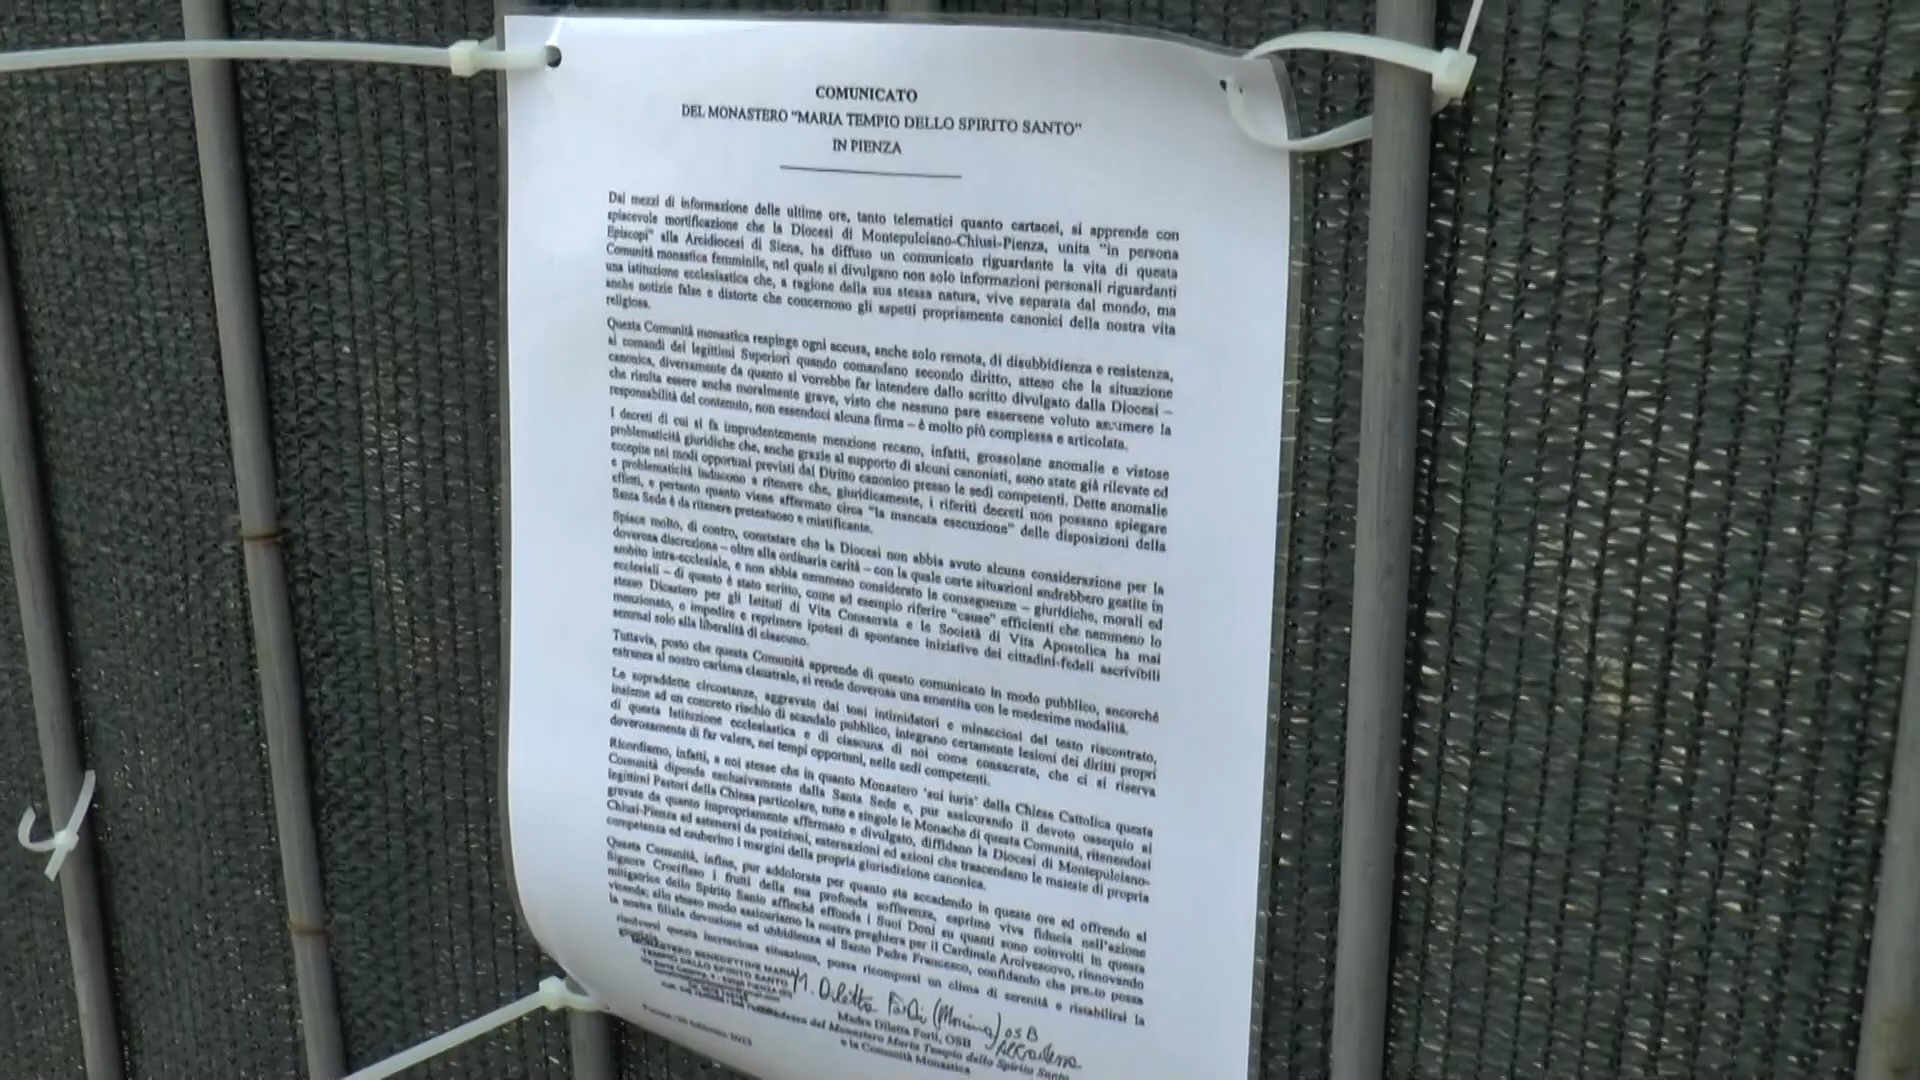 COMUNICATO
DEL MONASTERO "MARIA TEMPIO DELLO SPIRITO SANTO"
IN PIENZA
Dai mezzi di informazione delle ultime ore, tanto telematici quanto cartacei, si apprende con
spiacevole mortificazione che la Diocesi di Montepulciano-Chiusi-Pienza, unita "in persona
Episcopi" alla Arcidiocesi di Siena, ha diffuso un comunicato riguardante la vita di questa
Comunità monastica femminile, nel quale si divulgano non solo informazioni personali riguardanti
una istituzione ecclesiastica che, a ragione della sua stessa natura, vive separata dal mondo, ma
anche notizie false e distorte che concernono gli aspetti propriamente canonici della nostra vita
religiosa.
Questa Comunità monastica respinge ogni accusa, anche solo remota, di disubbidienza e resistenza,
ai comandi dei legittimi Superiori quando comandano secondo diritto, atteso che la situazione
canonica, diversamente da quanto si vorrebbe far intendere dallo scritto divulgato dalla Diocesi –
che risulta essere anche moralmente grave, visto che nessuno pare essersene voluto assumere la
responsabilità del contenuto, non essendoci alcuna firma – è molto più complessa e articolata.
I decreti di cui si fa imprudentemente menzione recano, infatti, grossolane anomalie e vistose
problematicità giuridiche che, anche grazie al supporto di alcuni canonisti, sono state già rilevate ed
eccepite nei modi opportuni previsti dal Diritto canonico presso le sedi competenti. Dette anomalie
e problematicità inducono a ritenere che, giuridicamente, i riferiti decreti non possano spiegare
effetti, e pertanto quanto viene affermato circa "la mancata esecuzione" delle disposizioni della
Santa Sede è da ritenere pretestuoso e mistificante.
Spiace molto, di contro, constatare che la Diocesi non abbia avuto alcuna considerazione per la
doverosa discrezione – oltre alla ordinaria carità – con la quale certe situazioni andrebbero gestite in
ambito intra-ecclesiale, e non abbia nemmeno considerato le conseguenze – giuridiche, morali ed
ecclesiali – di quanto è stato scritto, come ad esempio riferire "cause" efficienti che nemmeno lo
stesso Dicastero per gli Istituti di Vita Consacrata e le Società di Vita Apostolica ha mai
menzionato, o impedire e reprimere ipotesi di spontanee iniziative dei cittadini-fedeli ascrivibili
semmai solo alla liberalità di ciascuno.
Tuttavia, posto che questa Comunità apprende di questo comunicato in modo pubblico, ancorché
estranea al nostro carisma claustrale, si rende doverosa una smentita con le medesime modalità.
Le sopraddette circostanze, aggravate dai toni intimidatori e minacciosi del testo riscontrato,
insieme ad un concreto rischio di scandalo pubblico, integrano certamente lesioni dei diritti propri
di questa Istituzione ecclesiastica e di ciascuna di noi come consacrate, che ci si riserva
doverosamente di far valere, nei tempi opportuni, nelle sedi competenti.
Ricordiamo, infatti, a noi stesse che in quanto Monastero 'sui iuris' della Chiesa Cattolica questa
Comunità dipende esclusivamente dalla Santa Sede e, pur assicurando il devoto ossequio ai
legittimi Pastori della Chiesa particolare, tutte e singole le Monache di questa Comunità, ritenendosi
gravate da quanto impropriamente affermato e divulgato, diffidano la Diocesi di Montepulciano-
Chiusi-Pienza ad astenersi da posizioni, esternazioni ed azioni che trascendano le materie di propria
competenza ed esuberino i margini della propria giurisdizione canonica.
Questa Comunità, infine, pur addolorata per quanto sta accadendo in queste ore ed offrendo al
Signore Crocifisso i frutti della sua profonda sofferenza, esprime viva fiducia nell'azione
mitigatrice dello Spirito Santo affinché effonda i Suoi Doni su quanti sono coinvolti in questa
vicenda; allo stesso modo assicuriamo la nostra preghiera per il Cardinale Arcivescovo, rinnovando
la nostra filiale devozione ed ubbidienza al Santo Padre Francesco, confidando che presto possa
risolversi questa incresciosa situazione, possa ricomporsi un clima di serenità e ristabilirsi la
giustizia.
MONASTERO BENEDETTINE MARIA
TEMPIO DELLO SPIRITO SANTO
M. Diletta Forti (Monica) OSB
Abbadessa
Madre Diletta Forti, OSB
Abbadessa del Monastero Maria Tempio dello Spirito Santo
e la Comunità Monastica
2023